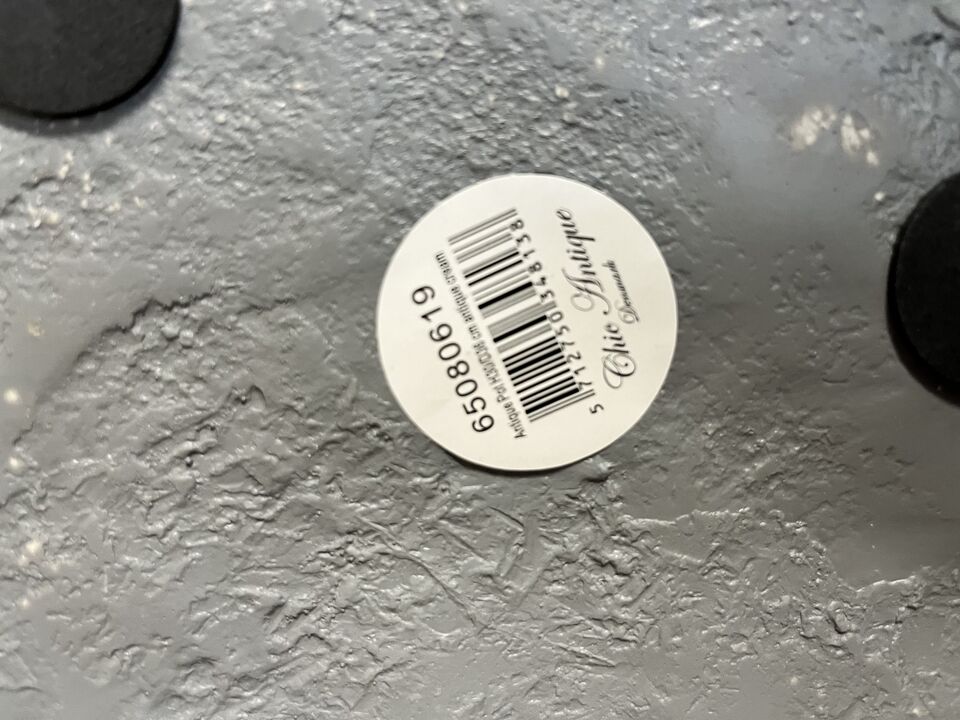 65080619
Antique Pot H30/D36 cm antique cream
5 712750 348138
Chic Antique
Denmark